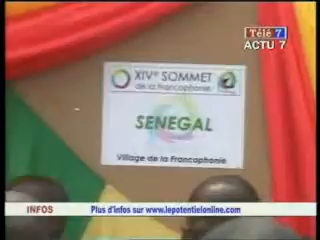 Télé 7
ACTU 7
XIVe SOMMET
de la Francophonie
SENEGAL
Village de la Francophonie
INFOS Plus d'infos sur www.lepotentielonline.com